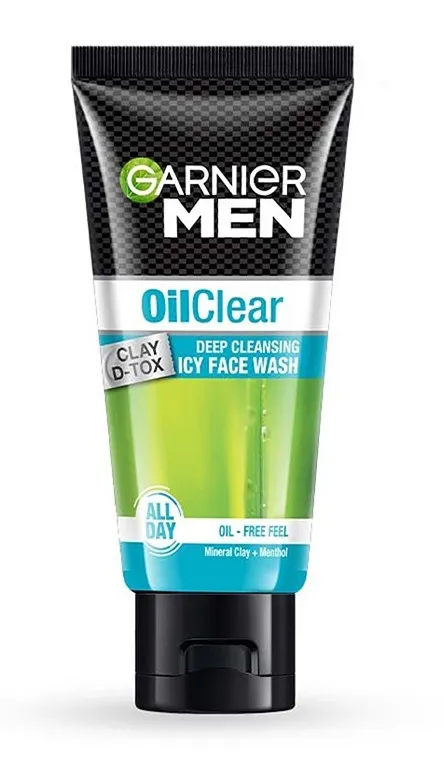 GARNIER
MEN
OilClear
CLAY
D-TOX
DEEP CLEANSING
ICY FACE WASH
ALL
DAY
OIL - FREE FEEL
Mineral Clay + Menthol